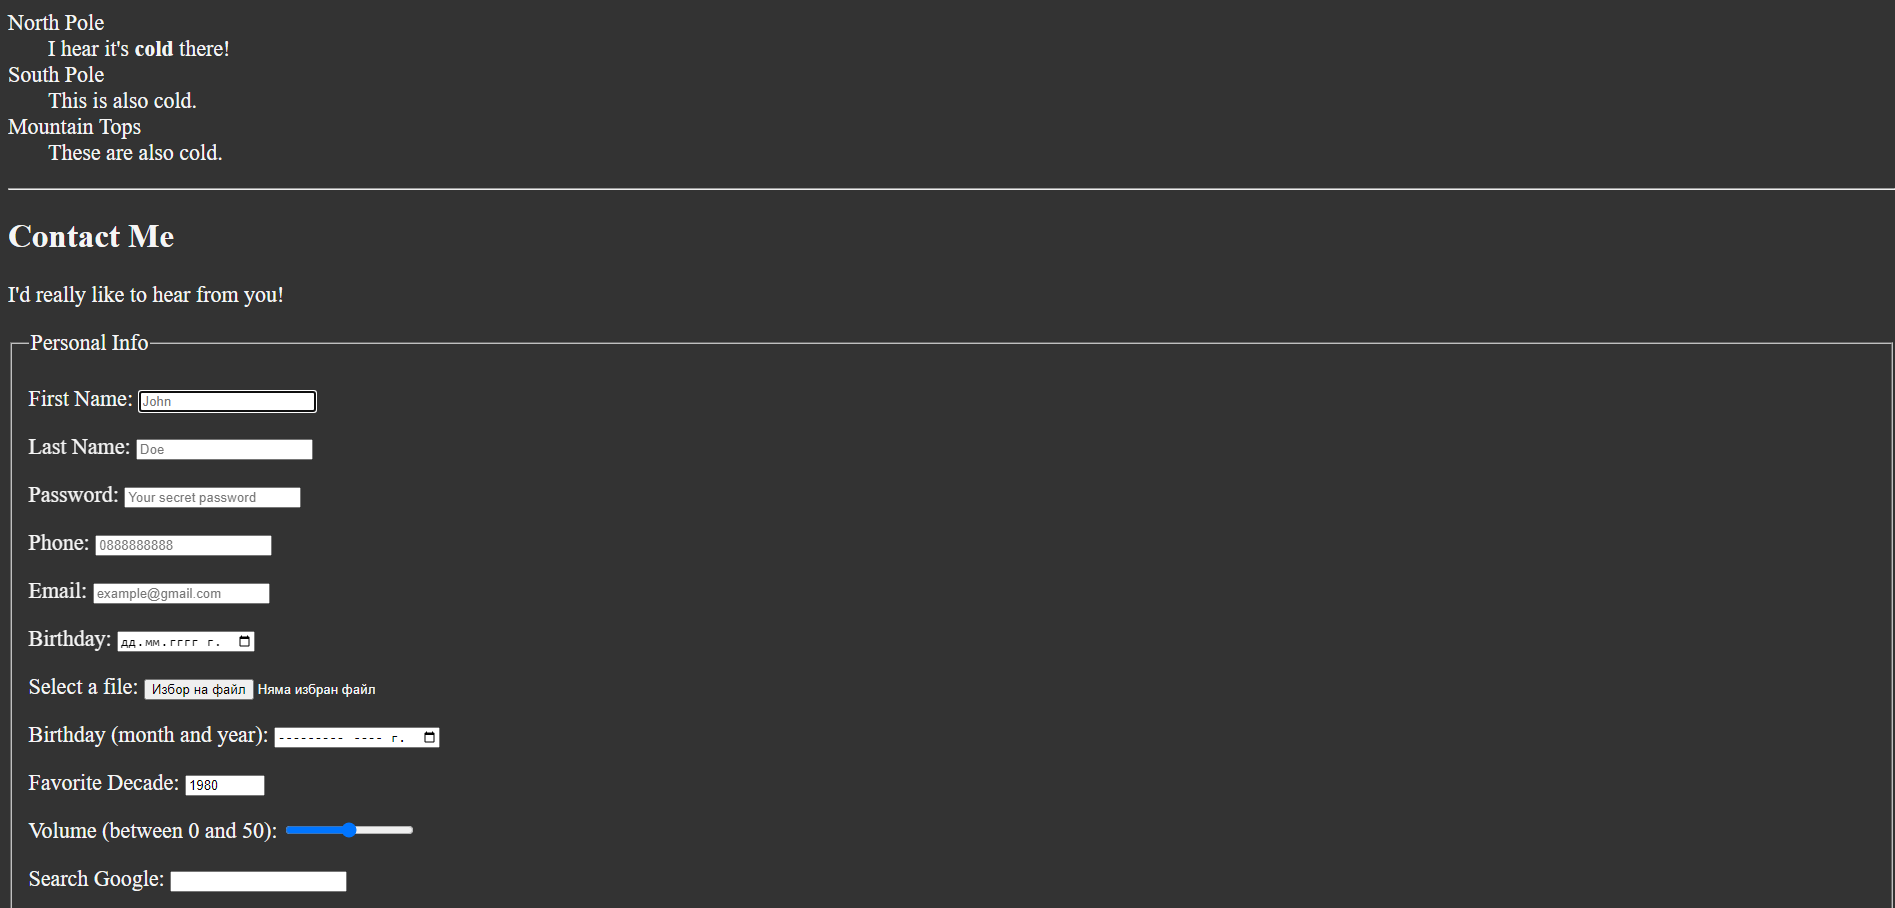 North Pole
I hear it's cold there!
South Pole
This is also cold.
Mountain Tops
These are also cold.
Contact Me
I'd really like to hear from you!
Personal Info
First Name: John
Last Name: Doe
Password: Your secret password
Phone: 0888888888
Email: example@gmail.com
Birthday: дд.мм.гггг г.
Select a file: Избор на файл Няма избран файл
Birthday (month and year): --------- ---- г.
Favorite Decade: 1980
Volume (between 0 and 50):
Search Google: